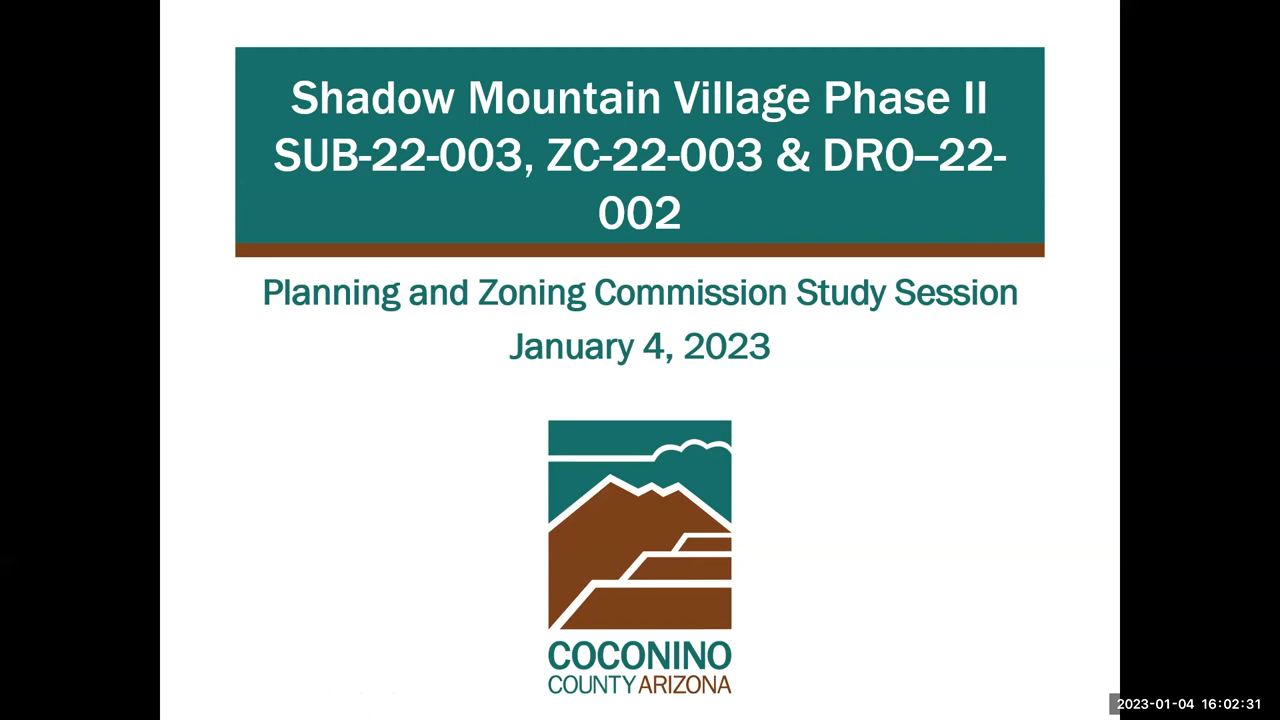 Shadow Mountain Village Phase II
SUB-22-003, ZC-22-003 & DRO–22-
002
Planning and Zoning Commission Study Session
January 4, 2023
COCONINO
COUNTY ARIZONA
2023-01-04 16:02:31